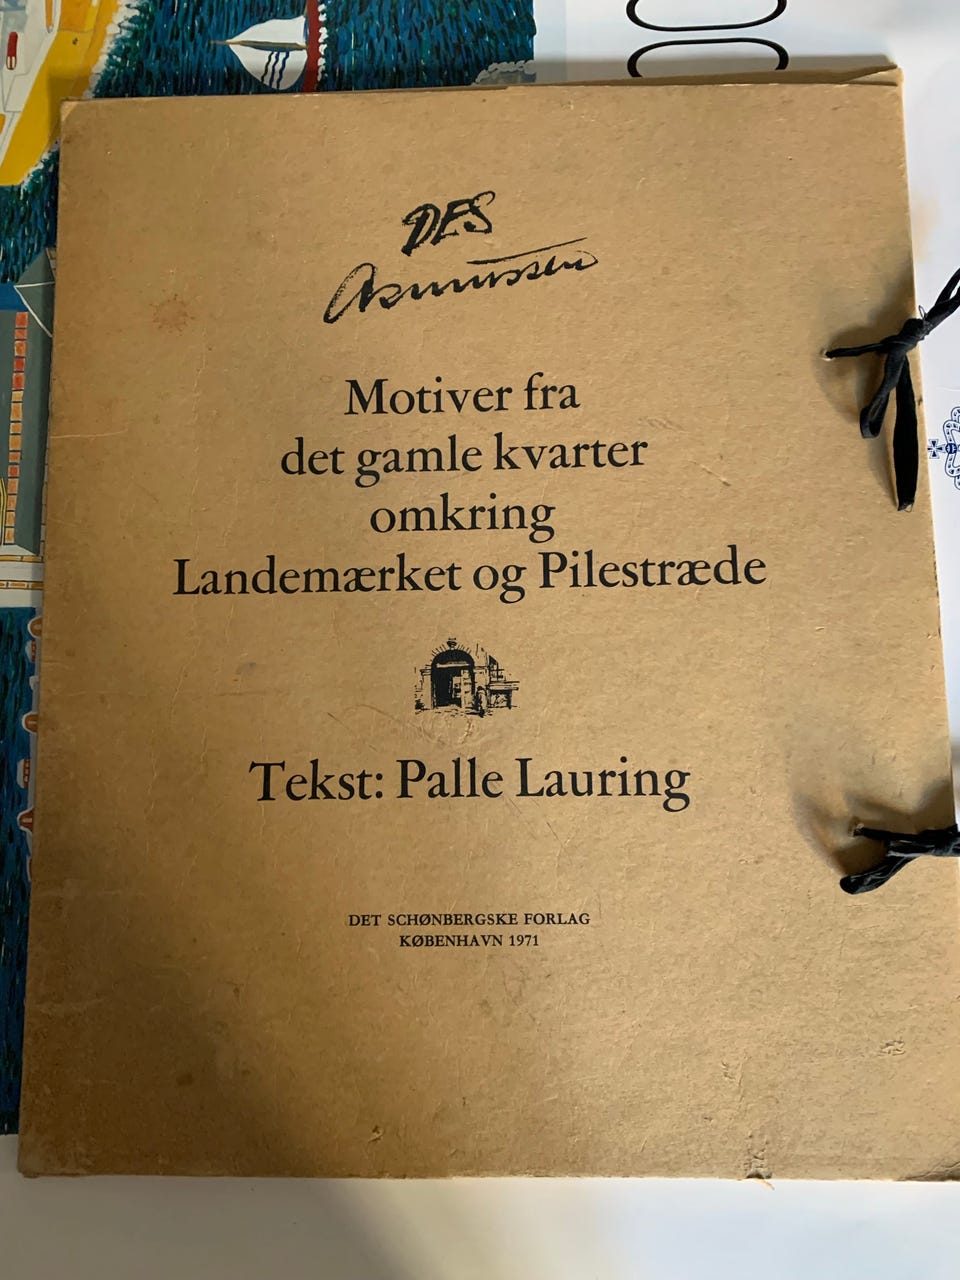 DES
Asmussen
Motiver fra
det gamle kvarter
omkring
Landemærket og Pilestræde
Tekst: Palle Lauring
DET SCHØNBERGSKE FORLAG
KØBENHAVN 1971